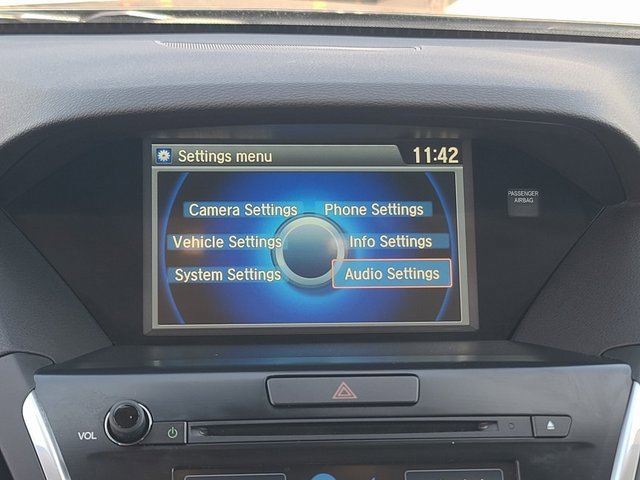 Settings menu 11:42
Camera Settings Phone Settings
Vehicle Settings Info Settings
System Settings Audio Settings
PASSENGER
AIRBAG
VOL